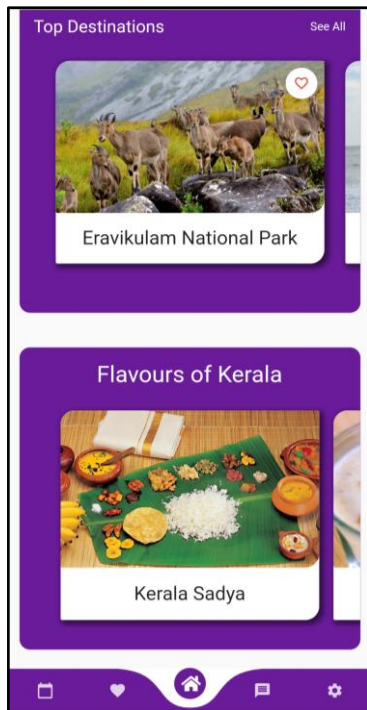 Top Destinations
See All
Eravikulam National Park
Flavours of Kerala
Kerala Sadya